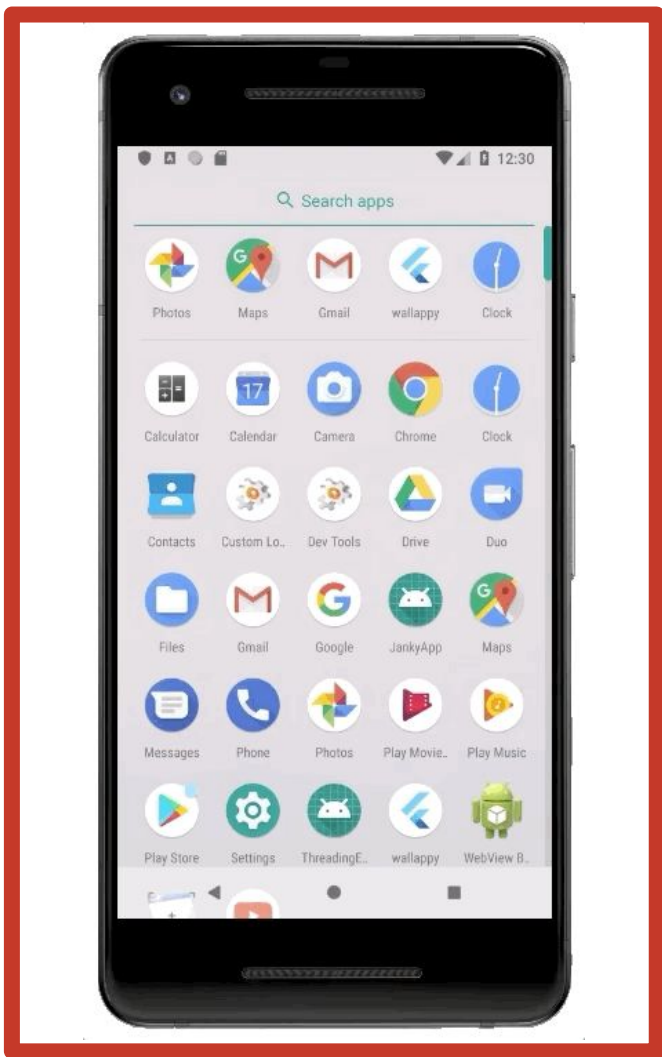 12:30
Search apps
Photos Maps Gmail wallappy Clock
17
Calculator Calendar Camera Chrome Clock
Contacts Custom Lo.. Dev Tools Drive Duo
Files Gmail Google JankyApp Maps
Messages Phone Photos Play Movie.. Play Music
Play Store Settings ThreadingE.. wallappy WebView B..